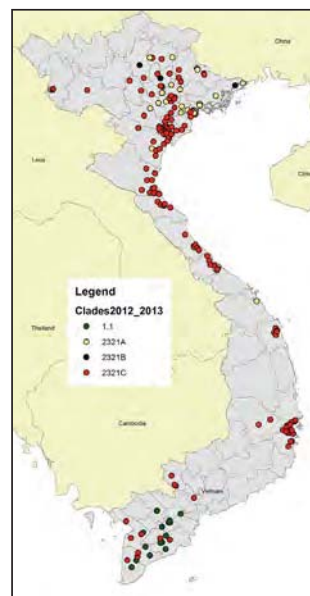 China
Laos
Legend
Clades2012_2013
1.1
2321A
2321B
2321C
Thailand
Cambodia
Vietnam